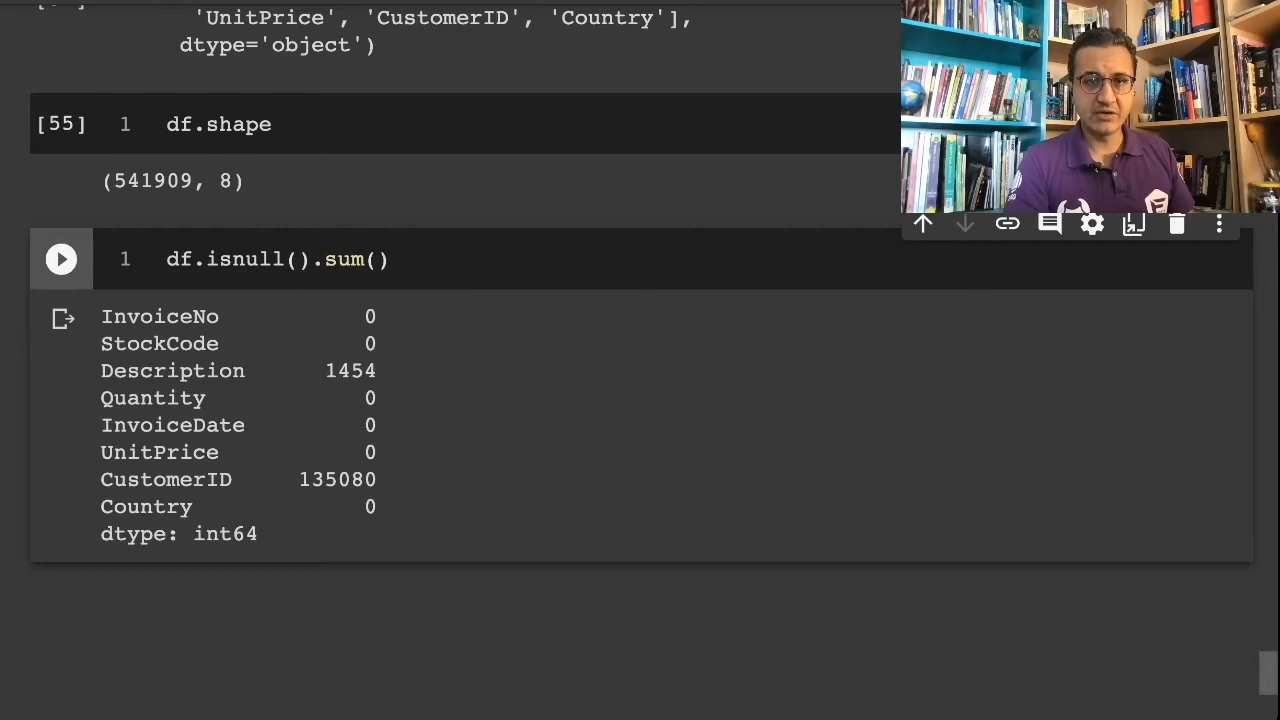 'UnitPrice', 'CustomerID', 'Country'],
dtype='object')
[55] 1 df.shape
(541909, 8)
1 df.isnull().sum()
InvoiceNo 0
StockCode 0
Description 1454
Quantity 0
InvoiceDate 0
UnitPrice 0
CustomerID 135080
Country 0
dtype: int64